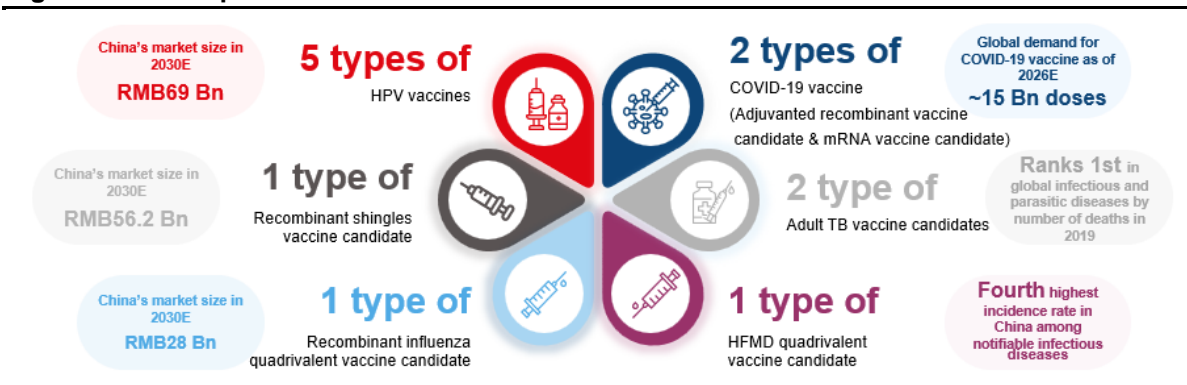 China's market size in
2030E
RMB69 Bn
5 types of
HPV vaccines
2 types of
COVID-19 vaccine
(Adjuvanted recombinant vaccine
candidate & mRNA vaccine candidate)
Global demand for
COVID-19 vaccine as of
2026E
~15 Bn doses
China's market size in
2030E
RMB56.2 Bn
1 type of
Recombinant shingles
vaccine candidate
2 type of
Adult TB vaccine candidates
Ranks 1st in
global infectious and
parasitic diseases by
number of deaths in
2019
China's market size in
2030E
RMB28 Bn
1 type of
Recombinant influenza
quadrivalent vaccine candidate
1 type of
HFMD quadrivalent
vaccine candidate
Fourth highest
incidence rate in
China among
notifiable infectious
diseases